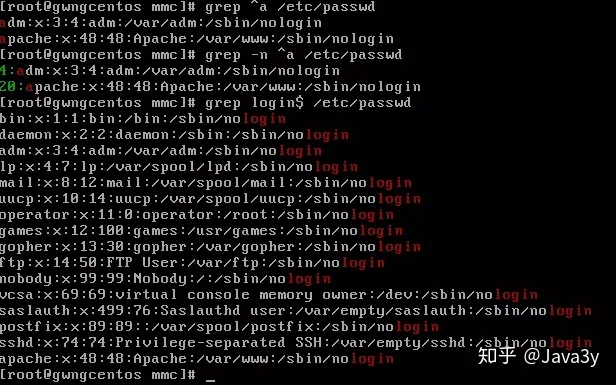 [root@gwngcentos mmc]# grep ^a /etc/passwd
adm:x:3:4:adm:/var/adm:/sbin/nologin
apache:x:48:48:Apache:/var/www:/sbin/nologin
[root@gwngcentos mmc]# grep -n ^a /etc/passwd
4:adm:x:3:4:adm:/var/adm:/sbin/nologin
20:apache:x:48:48:Apache:/var/www:/sbin/nologin
[root@gwngcentos mmc]# grep login$ /etc/passwd
bin:x:1:1:bin:/bin:/sbin/nologin
daemon:x:2:2:daemon:/sbin:/sbin/nologin
adm:x:3:4:adm:/var/adm:/sbin/nologin
lp:x:4:7:lp:/var/spool/lpd:/sbin/nologin
mail:x:8:12:mail:/var/spool/mail:/sbin/nologin
uucp:x:10:14:uucp:/var/spool/uucp:/sbin/nologin
operator:x:11:0:operator:/root:/sbin/nologin
games:x:12:100:games:/usr/games:/sbin/nologin
gopher:x:13:30:gopher:/var/gopher:/sbin/nologin
ftp:x:14:50:FTP User:/var/ftp:/sbin/nologin
nobody:x:99:99:Nobody:/:/sbin/nologin
vcsa:x:69:69:virtual console memory owner:/dev:/sbin/nologin
saslauth:x:499:76:Saslauthd user:/var/empty/saslauth:/sbin/nologin
postfix:x:89:89::/var/spool/postfix:/sbin/nologin
sshd:x:74:74:Privilege-separated SSH:/var/empty/sshd:/sbin/nologin
apache:x:48:48:Apache:/var/www:/sbin/nologin
[root@gwngcentos mmc]# _
知乎 @Java3y